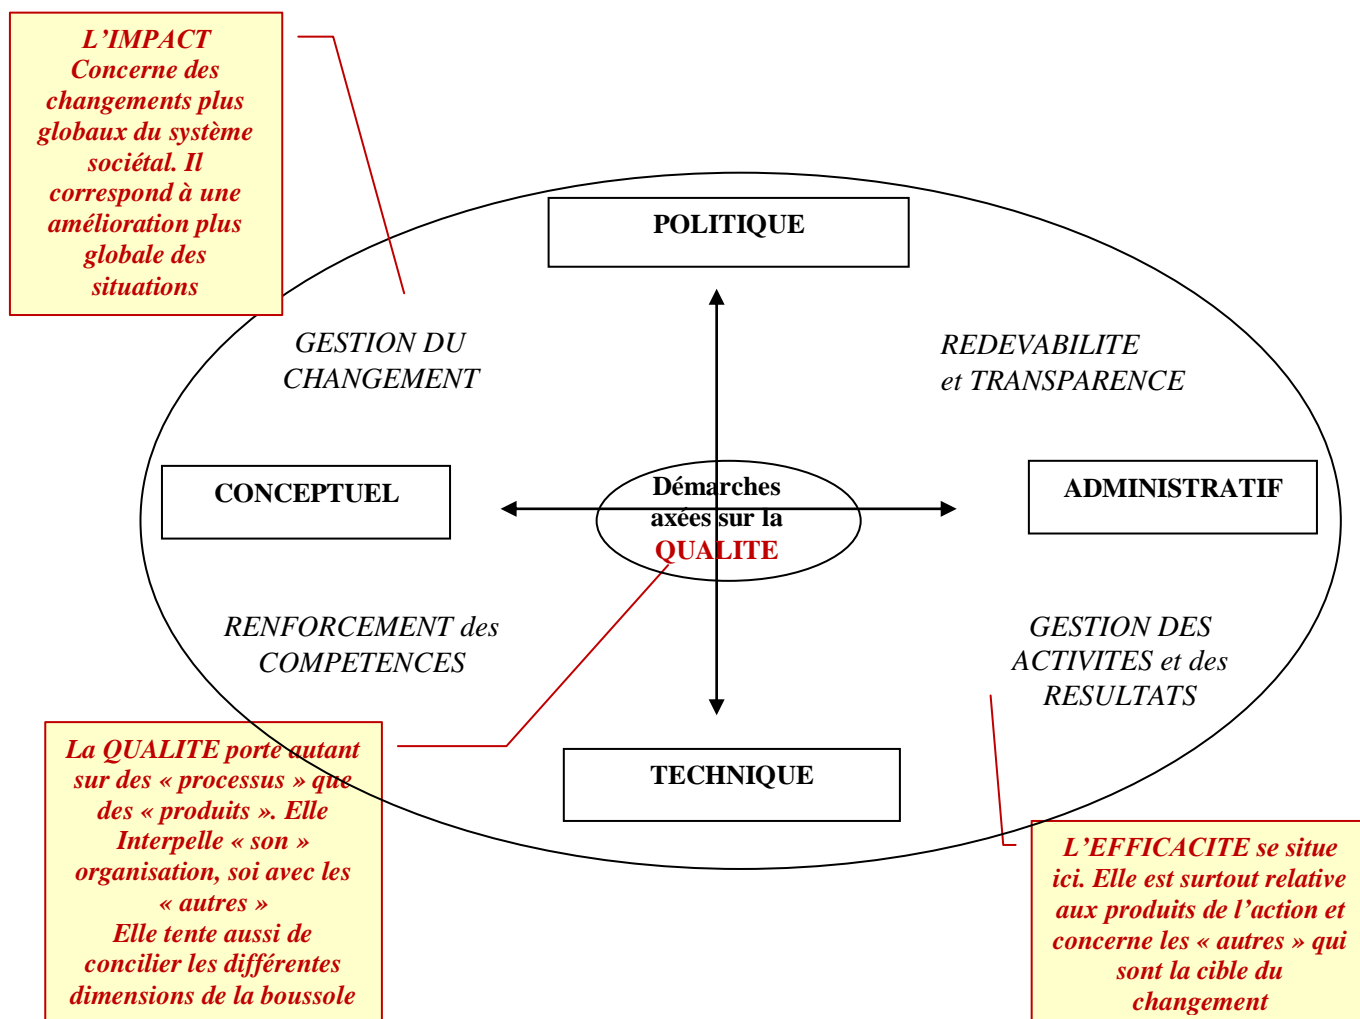 L'IMPACT
Concerne des
changements plus
globaux du système
sociétal. Il
correspond à une
amélioration plus
globale des
situations
POLITIQUE
GESTION DU
CHANGEMENT
REDEVABILITE
et TRANSPARENCE
CONCEPTUEL
Démarches
axées sur la
QUALITE
ADMINISTRATIF
RENFORCEMENT des
COMPETENCES
GESTION DES
ACTIVITES et des
RESULTATS
TECHNIQUE
La QUALITE porte autant
sur des « processus » que
des « produits ». Elle
Interpelle « son »
organisation, soi avec les
« autres »
Elle tente aussi de
concilier les différentes
dimensions de la boussole
L'EFFICACITE se situe
ici. Elle est surtout relative
aux produits de l'action et
concerne les « autres » qui
sont la cible du
changement